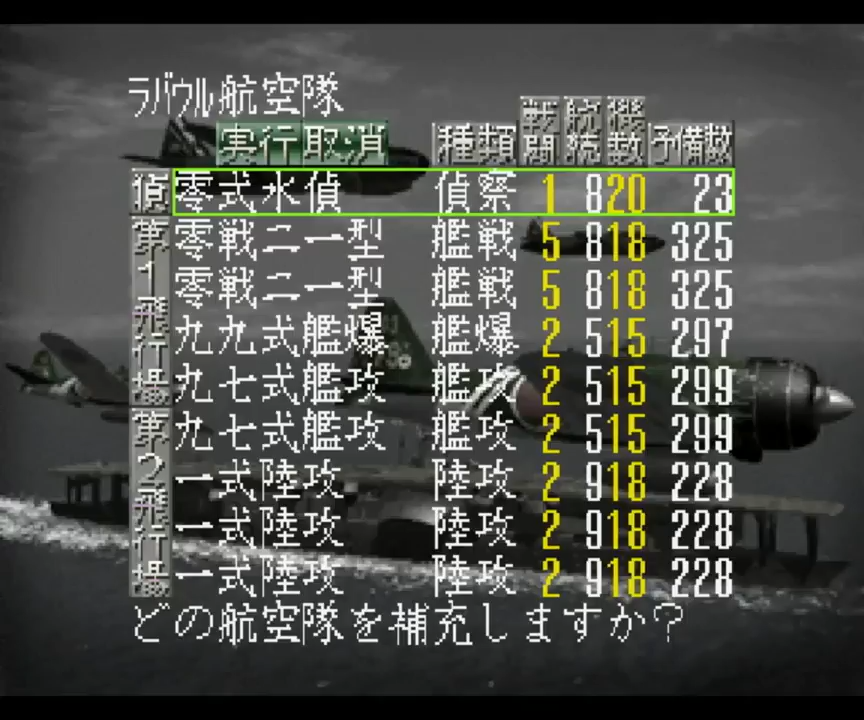 ラバウル航空隊
実行取消 種類 戦闘 航続 機数 予備数
偵 零式水偵 偵察 1 8 20 23
第1飛行場 零戦二一型 艦戦 5 8 18 325
零戦二一型 艦戦 5 8 18 325
九九式艦爆 艦爆 2 5 15 297
九七式艦攻 艦攻 2 5 15 299
第2飛行場 九七式艦攻 艦攻 2 5 15 299
一式陸攻 陸攻 2 9 18 228
一式陸攻 陸攻 2 9 18 228
一式陸攻 陸攻 2 9 18 228
どの航空隊を補充しますか?